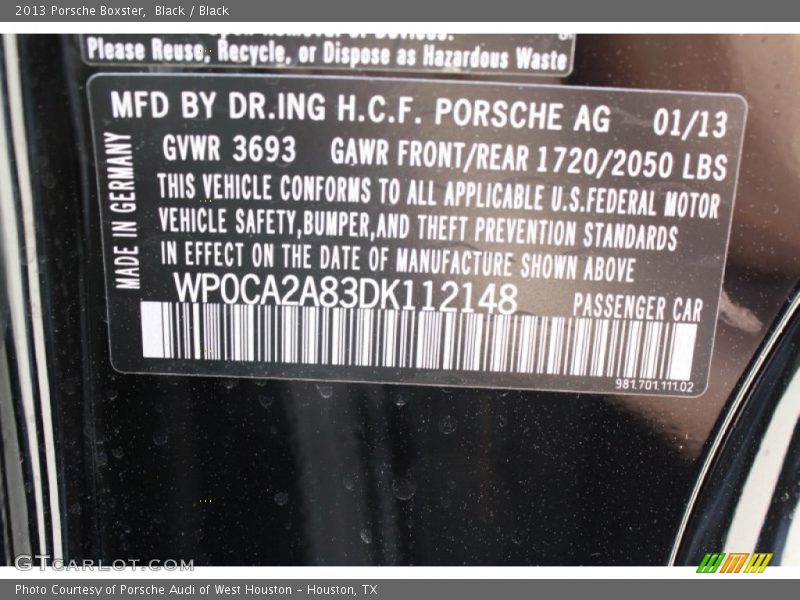 2013 Porsche Boxster,  Black / Black
Please Reuse, Recycle, or Dispose as Hazardous Waste
MFD BY DR.ING H.C.F. PORSCHE AG 01/13
GVWR 3693 GAWR FRONT/REAR 1720/2050 LBS
THIS VEHICLE CONFORMS TO ALL APPLICABLE U.S.FEDERAL MOTOR
VEHICLE SAFETY,BUMPER,AND THEFT PREVENTION STANDARDS
IN EFFECT ON THE DATE OF MANUFACTURE SHOWN ABOVE
MADE IN GERMANY
WP0CA2A83DK112148 PASSENGER CAR
981.701.111.02
GTcarlot.com
Photo Courtesy of Porsche Audi of West Houston - Houston, TX